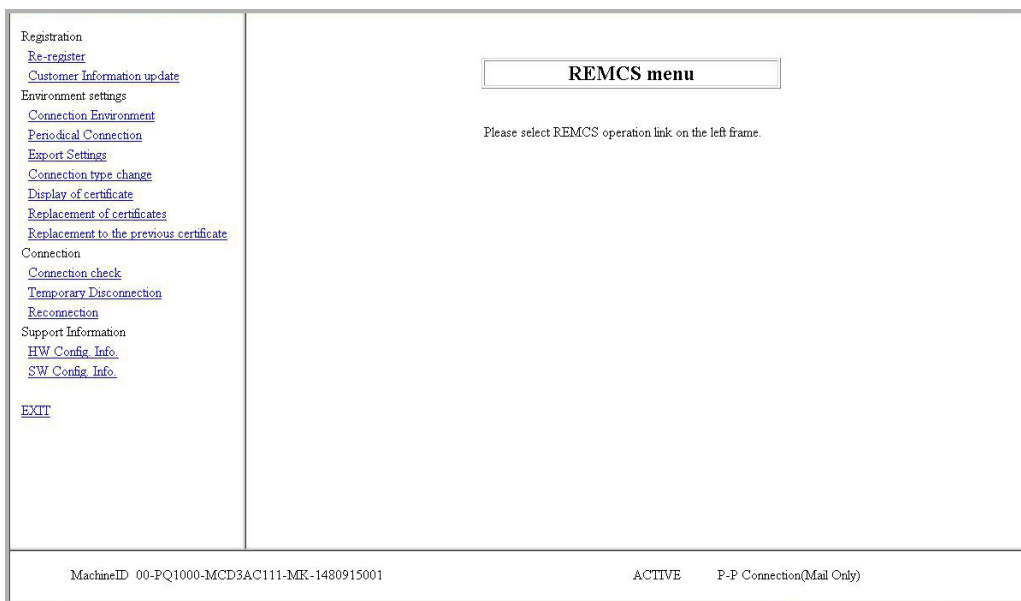 Registration
Re-register
Customer Information update
Environment settings
Connection Environment
Periodical Connection
Export Settings
Connection type change
Display of certificate
Replacement of certificates
Replacement to the previous certificate
Connection
Connection check
Temporary Disconnection
Reconnection
Support Information
HW Config. Info.
SW Config. Info.
EXIT
REMCS menu
Please select REMCS operation link on the left frame.
MachineID 00-PQ1000-MCD3AC111-MK-1480915001 ACTIVE P-P Connection(Mail Only)